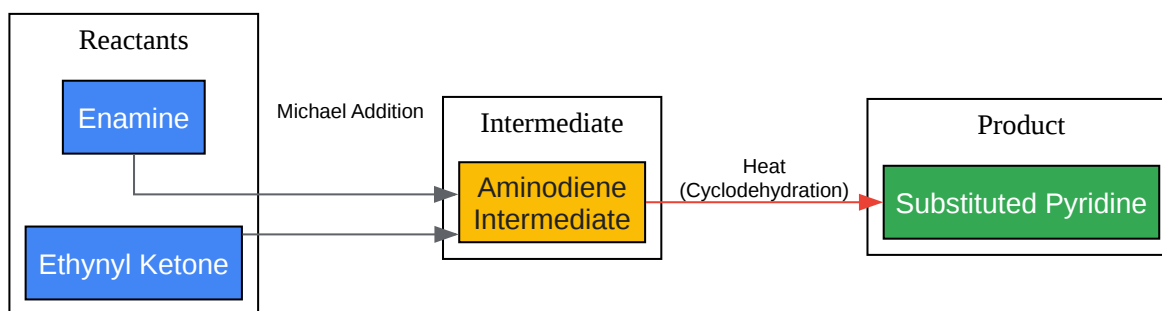 Reactants
Enamine
Ethynyl Ketone
Michael Addition
Intermediate
Aminodiene
Intermediate
Heat
(Cyclodehydration)
Product
Substituted Pyridine